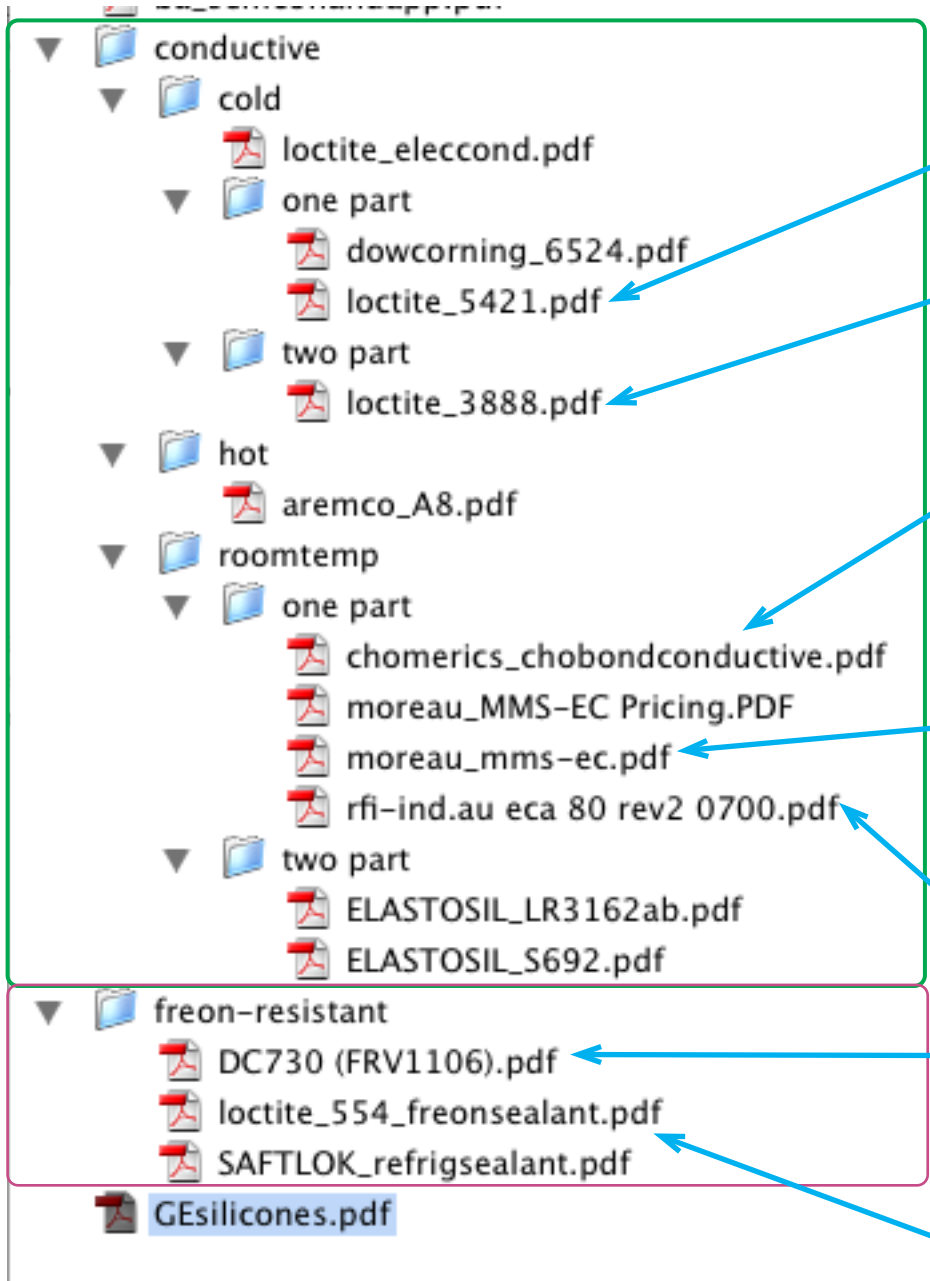 conductive
cold
loctite_eleccond.pdf
one part
dowcorning_6524.pdf
loctite_5421.pdf
two part
loctite_3888.pdf
hot
aremco_A8.pdf
roomtemp
one part
chomerics_chobondconductive.pdf
moreau_MMS-EC Pricing.PDF
moreau_mms-ec.pdf
rfi-ind.au eca 80 rev2 0700.pdf
two part
ELASTOSIL_LR3162ab.pdf
ELASTOSIL_S692.pdf
freon-resistant
DC730 (FRV1106).pdf
loctite_554_freonsealant.pdf
SAFTLOK_refrigsealant.pdf
GEsilicones.pdf